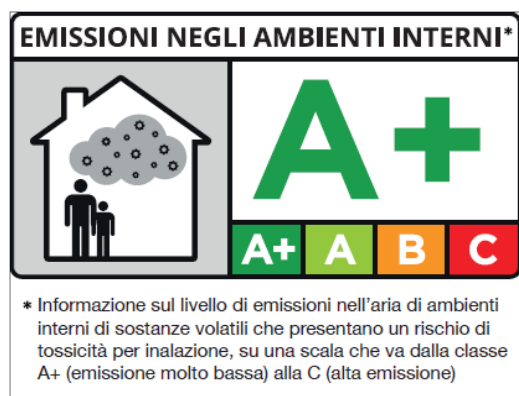 EMISSIONI NEGLI AMBIENTI INTERNI*
A+
A+ A B C
* Informazione sul livello di emissioni nell'aria di ambienti
interni di sostanze volatili che presentano un rischio di
tossicità per inalazione, su una scala che va dalla classe
A+ (emissione molto bassa) alla C (alta emissione)